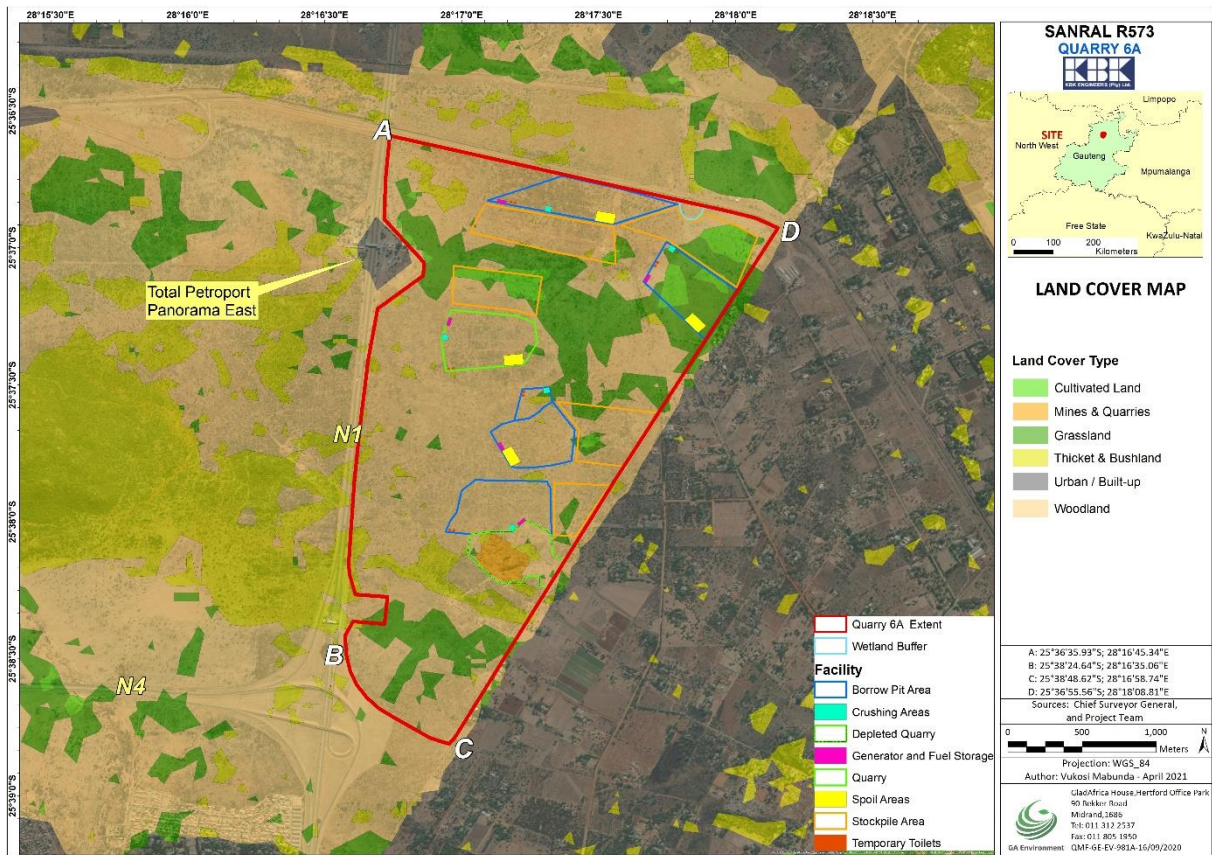 28°15'30"E
28°16'0"E
28°16'30"E
28°17'0"E
28°17'30"E
28°18'0"E
28°18'30"E
25°36'30"S
25°37'0"S
25°37'30"S
25°38'0"S
25°38'30"S
25°39'0"S
A
D
Total Petroport
Panorama East
N1
B
N4
C
Quarry 6A Extent
Wetland Buffer
Facility
Borrow Pit Area
Crushing Areas
Depleted Quarry
Generator and Fuel Storage
Quarry
Spoil Areas
Stockpile Area
Temporary Toilets
SANRAL R573
QUARRY 6A
KBK
KBK ENGINEERS (Pty) Ltd.
Limpopo
SITE
North West
Gauteng
Mpumalanga
Free State
KwaZulu-Natal
0 100 200
Kilometers
LAND COVER MAP
Land Cover Type
Cultivated Land
Mines & Quarries
Grassland
Thicket & Bushland
Urban / Built-up
Woodland
A: 25°36'35.93"S; 28°16'45.34"E
B: 25°38'24.64"S; 28°16'35.06"E
C: 25°38'48.62"S; 28°16'58.74"E
D: 25°36'55.56"S; 28°18'08.81"E
Sources: Chief Surveyor General,
and Project Team
0 500 1,000
Meters
N
Projection: WGS_84
Author: Vukosi Mabunda - April 2021
GladAfrica House,Hertford Office Park
90 Bekker Road
Midrand,1686
Tel: 011 312 2537
Fax: 011 805 1950
GA Environment QMF-GE-EV-981A-16/09/2020